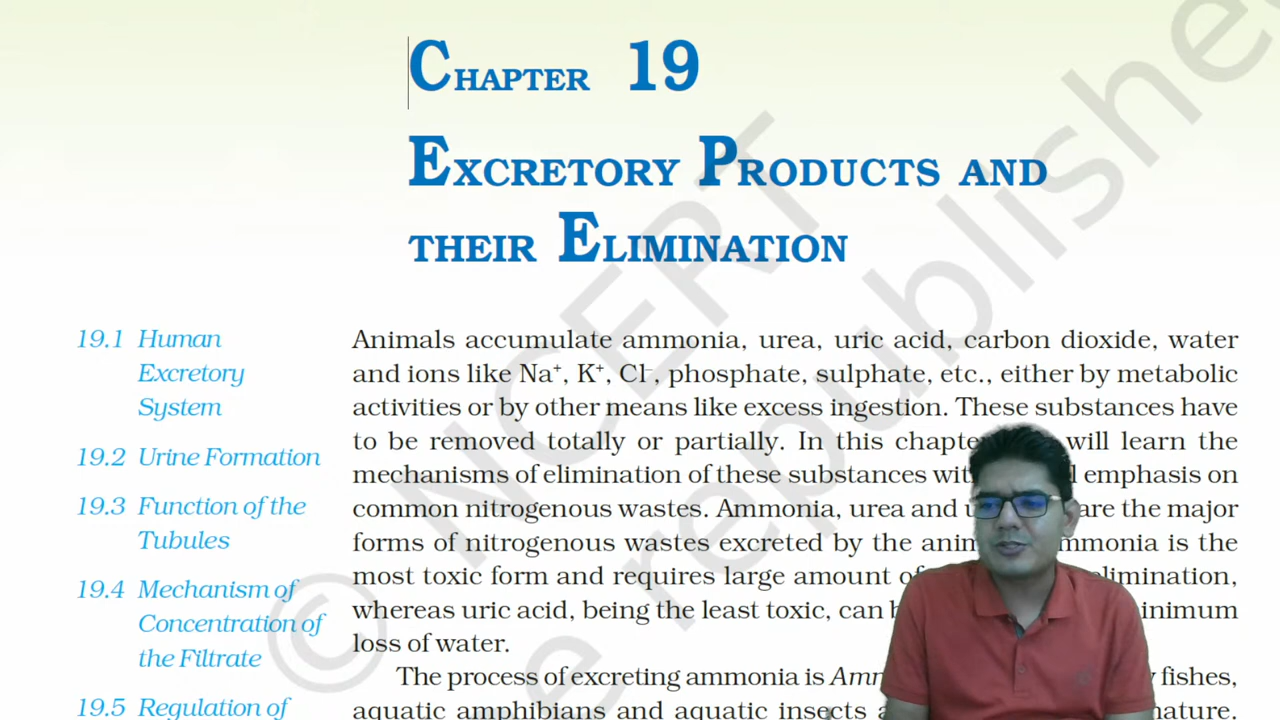 CHAPTER 19
EXCRETORY PRODUCTS AND
THEIR ELIMINATION
19.1 Human
Excretory
System
19.2 Urine Formation
19.3 Function of the
Tubules
19.4 Mechanism of
Concentration of
the Filtrate
19.5 Regulation of
Animals accumulate ammonia, urea, uric acid, carbon dioxide, water
and ions like Na⁺, K⁺, Cl⁻, phosphate, sulphate, etc., either by metabolic
activities or by other means like excess ingestion. These substances have
to be removed totally or partially. In this will learn the
mechanisms of elimination of these substances emphasis on
common nitrogenous wastes. Ammonia, urea and are the major
forms of nitrogenous wastes excreted by the is the
most toxic form and requires large amount
whereas uric acid, being the least toxic, can
loss of water.
The process of excreting ammonia is fishes,
aquatic amphibians and aquatic insects
© NCERT